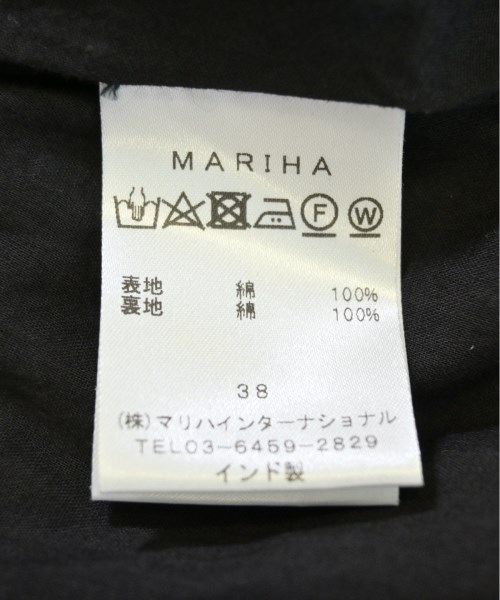 MARIHA
F W
表地 綿 100%
裏地 綿 100%
38
(株)マリハインターナショナル
TEL03-6459-2829
インド製